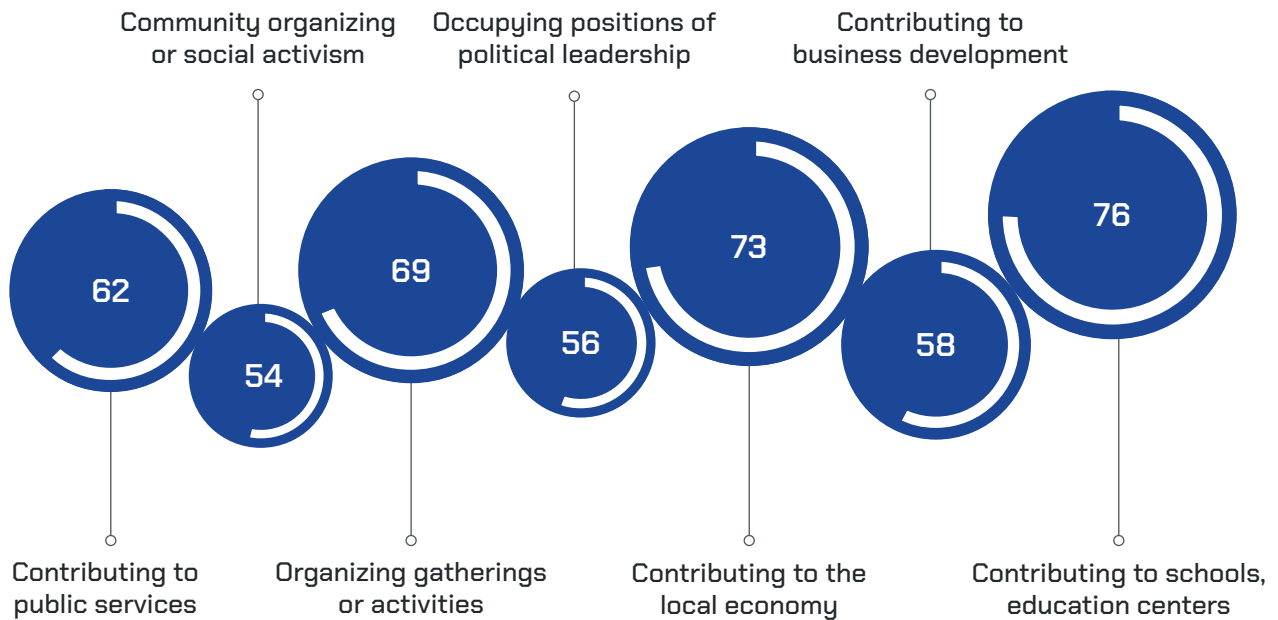 Community organizing
or social activism
Occupying positions of
political leadership
Contributing to
business development
62
54
69
56
73
58
76
Contributing to
public services
Organizing gatherings
or activities
Contributing to the
local economy
Contributing to schools,
education centers